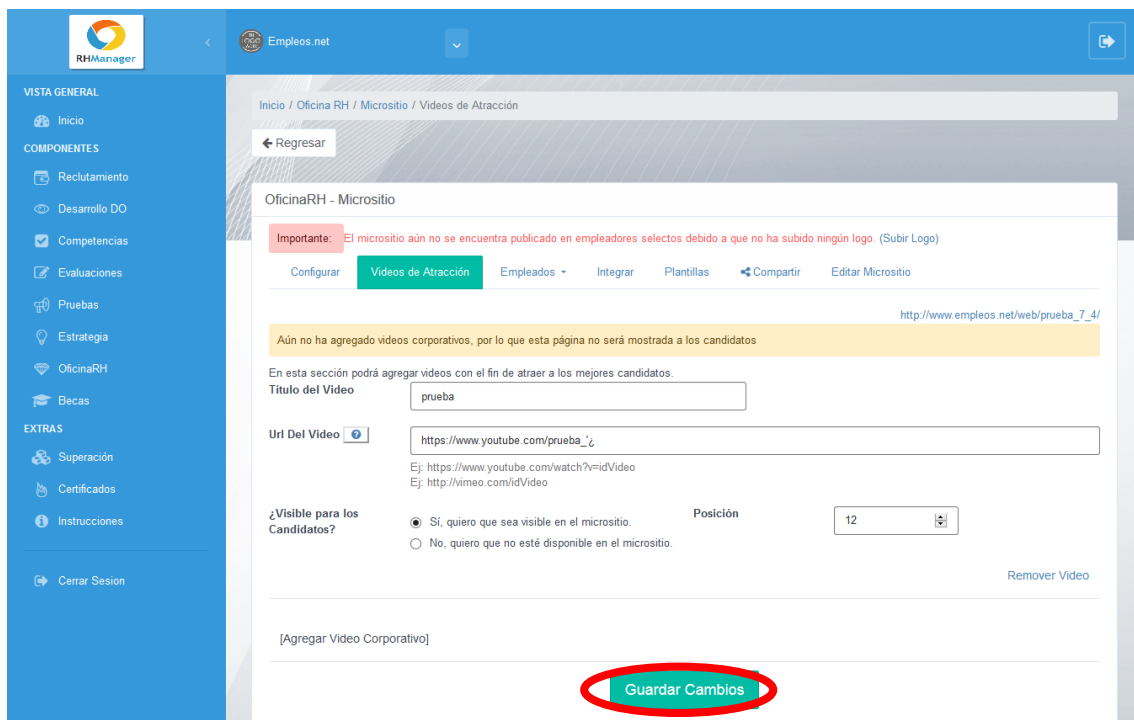 RHManager
Empleos.net
VISTA GENERAL
Inicio
COMPONENTES
Reclutamiento
Desarrollo DO
Competencias
Evaluaciones
Pruebas
Estrategia
OficinaRH
Becas
EXTRAS
Superación
Certificados
Instrucciones
Cerrar Sesion
Inicio / Oficina RH / Micrositio / Videos de Atracción
Regresar
OficinaRH - Micrositio
Importante: El micrositio aún no se encuentra publicado en empleadores selectos debido a que no ha subido ningún logo. (Subir Logo)
Configurar Videos de Atracción Empleados Integrar Plantillas Compartir Editar Micrositio
http://www.empleos.net/web/prueba_7_4/
Aún no ha agregado videos corporativos, por lo que esta página no será mostrada a los candidatos
En esta sección podrá agregar videos con el fin de atraer a los mejores candidatos.
Título del Video prueba
Url Del Video https://www.youtube.com/prueba_'¿
Ej: https://www.youtube.com/watch?v=idVideo
Ej: http://vimeo.com/idVideo
¿Visible para los Candidatos?
Sí, quiero que sea visible en el micrositio.
No, quiero que no esté disponible en el micrositio.
Posición 12
Remover Video
[Agregar Video Corporativo]
Guardar Cambios